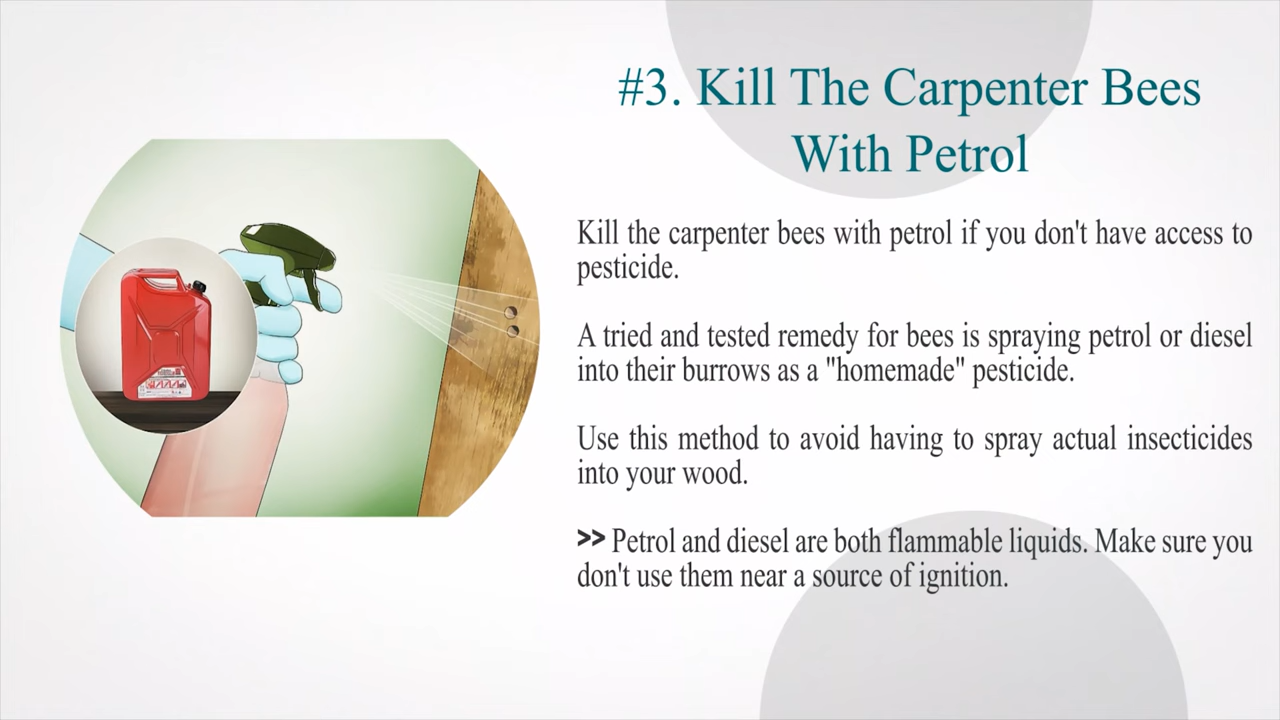 #3. Kill The Carpenter Bees
With Petrol
Kill the carpenter bees with petrol if you don't have access to
pesticide.
A tried and tested remedy for bees is spraying petrol or diesel
into their burrows as a "homemade" pesticide.
Use this method to avoid having to spray actual insecticides
into your wood.
>> Petrol and diesel are both flammable liquids. Make sure you
don't use them near a source of ignition.